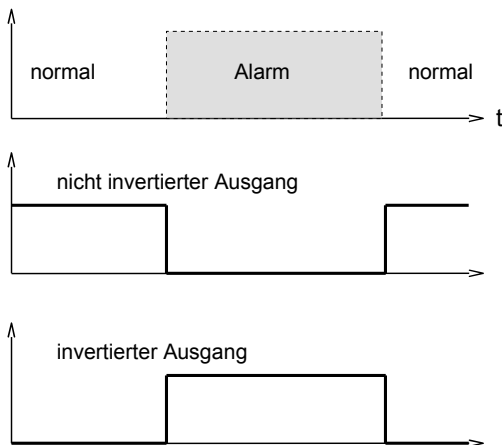 normal Alarm normal
t
nicht invertierter Ausgang
invertierter Ausgang